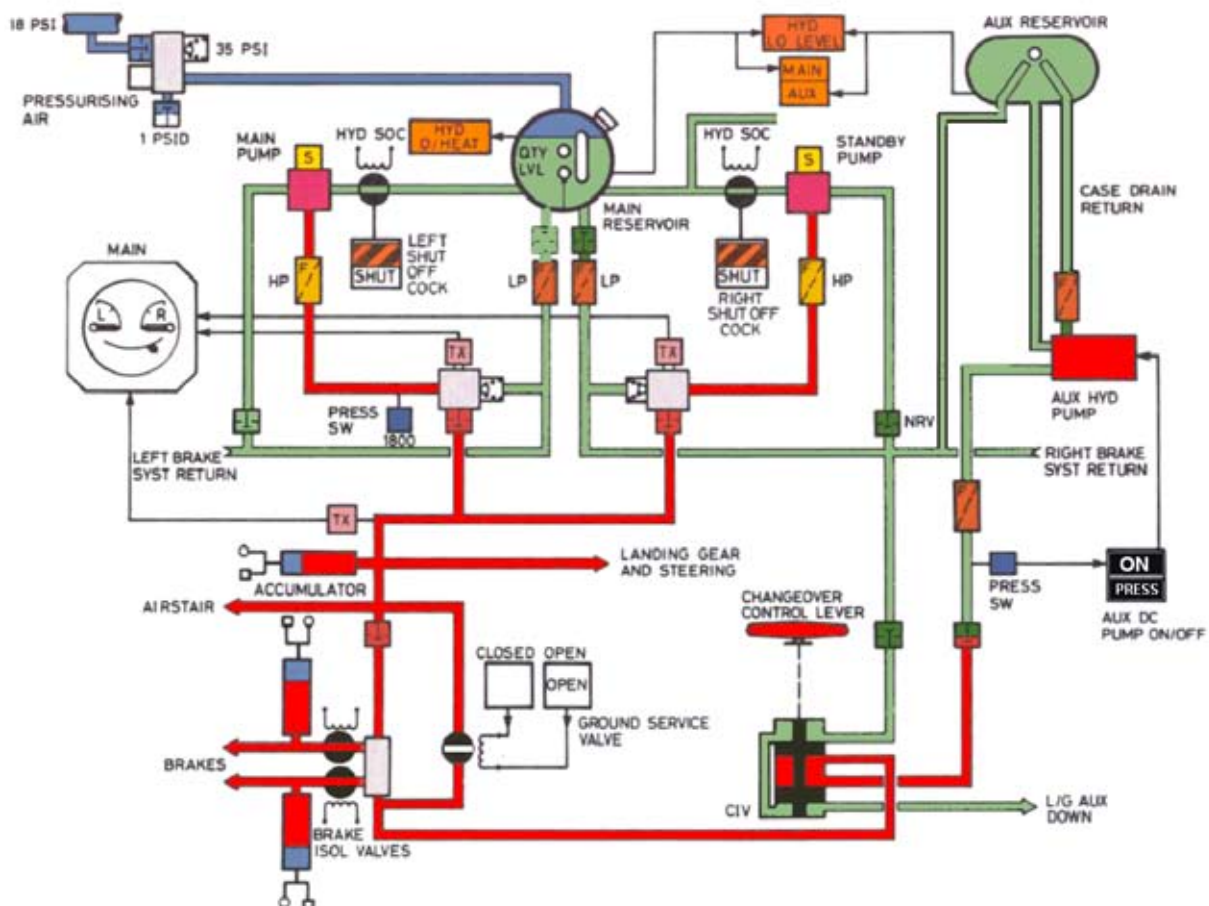 18 PSI
35 PSI
PRESSURISING
AIR
1 PSID
HYD
LO LEVEL
MAIN
AUX
AUX RESERVOIR
MAIN
PUMP
S
HYD SOC
HYD
O/HEAT
QTY
LVL
HYD SOC
STANDBY
PUMP
S
MAIN
RESERVOIR
CASE DRAIN
RETURN
MAIN
L
R
HP
SHUT
LEFT
SHUT
OFF
COCK
LP
LP
SHUT
RIGHT
SHUT OFF
COCK
HP
TX
TX
AUX HYD
PUMP
PRESS
SW
1800
NRV
LEFT BRAKE
SYST RETURN
RIGHT BRAKE
SYST RETURN
TX
ACCUMULATOR
LANDING GEAR
AND STEERING
PRESS
SW
ON
PRESS
AUX DC
PUMP ON/OFF
AIRSTAIR
CHANGEOVER
CONTROL LEVER
CLOSED OPEN
OPEN
GROUND SERVICE
VALVE
BRAKES
BRAKE
ISOL VALVES
CIV
L/G AUX
DOWN